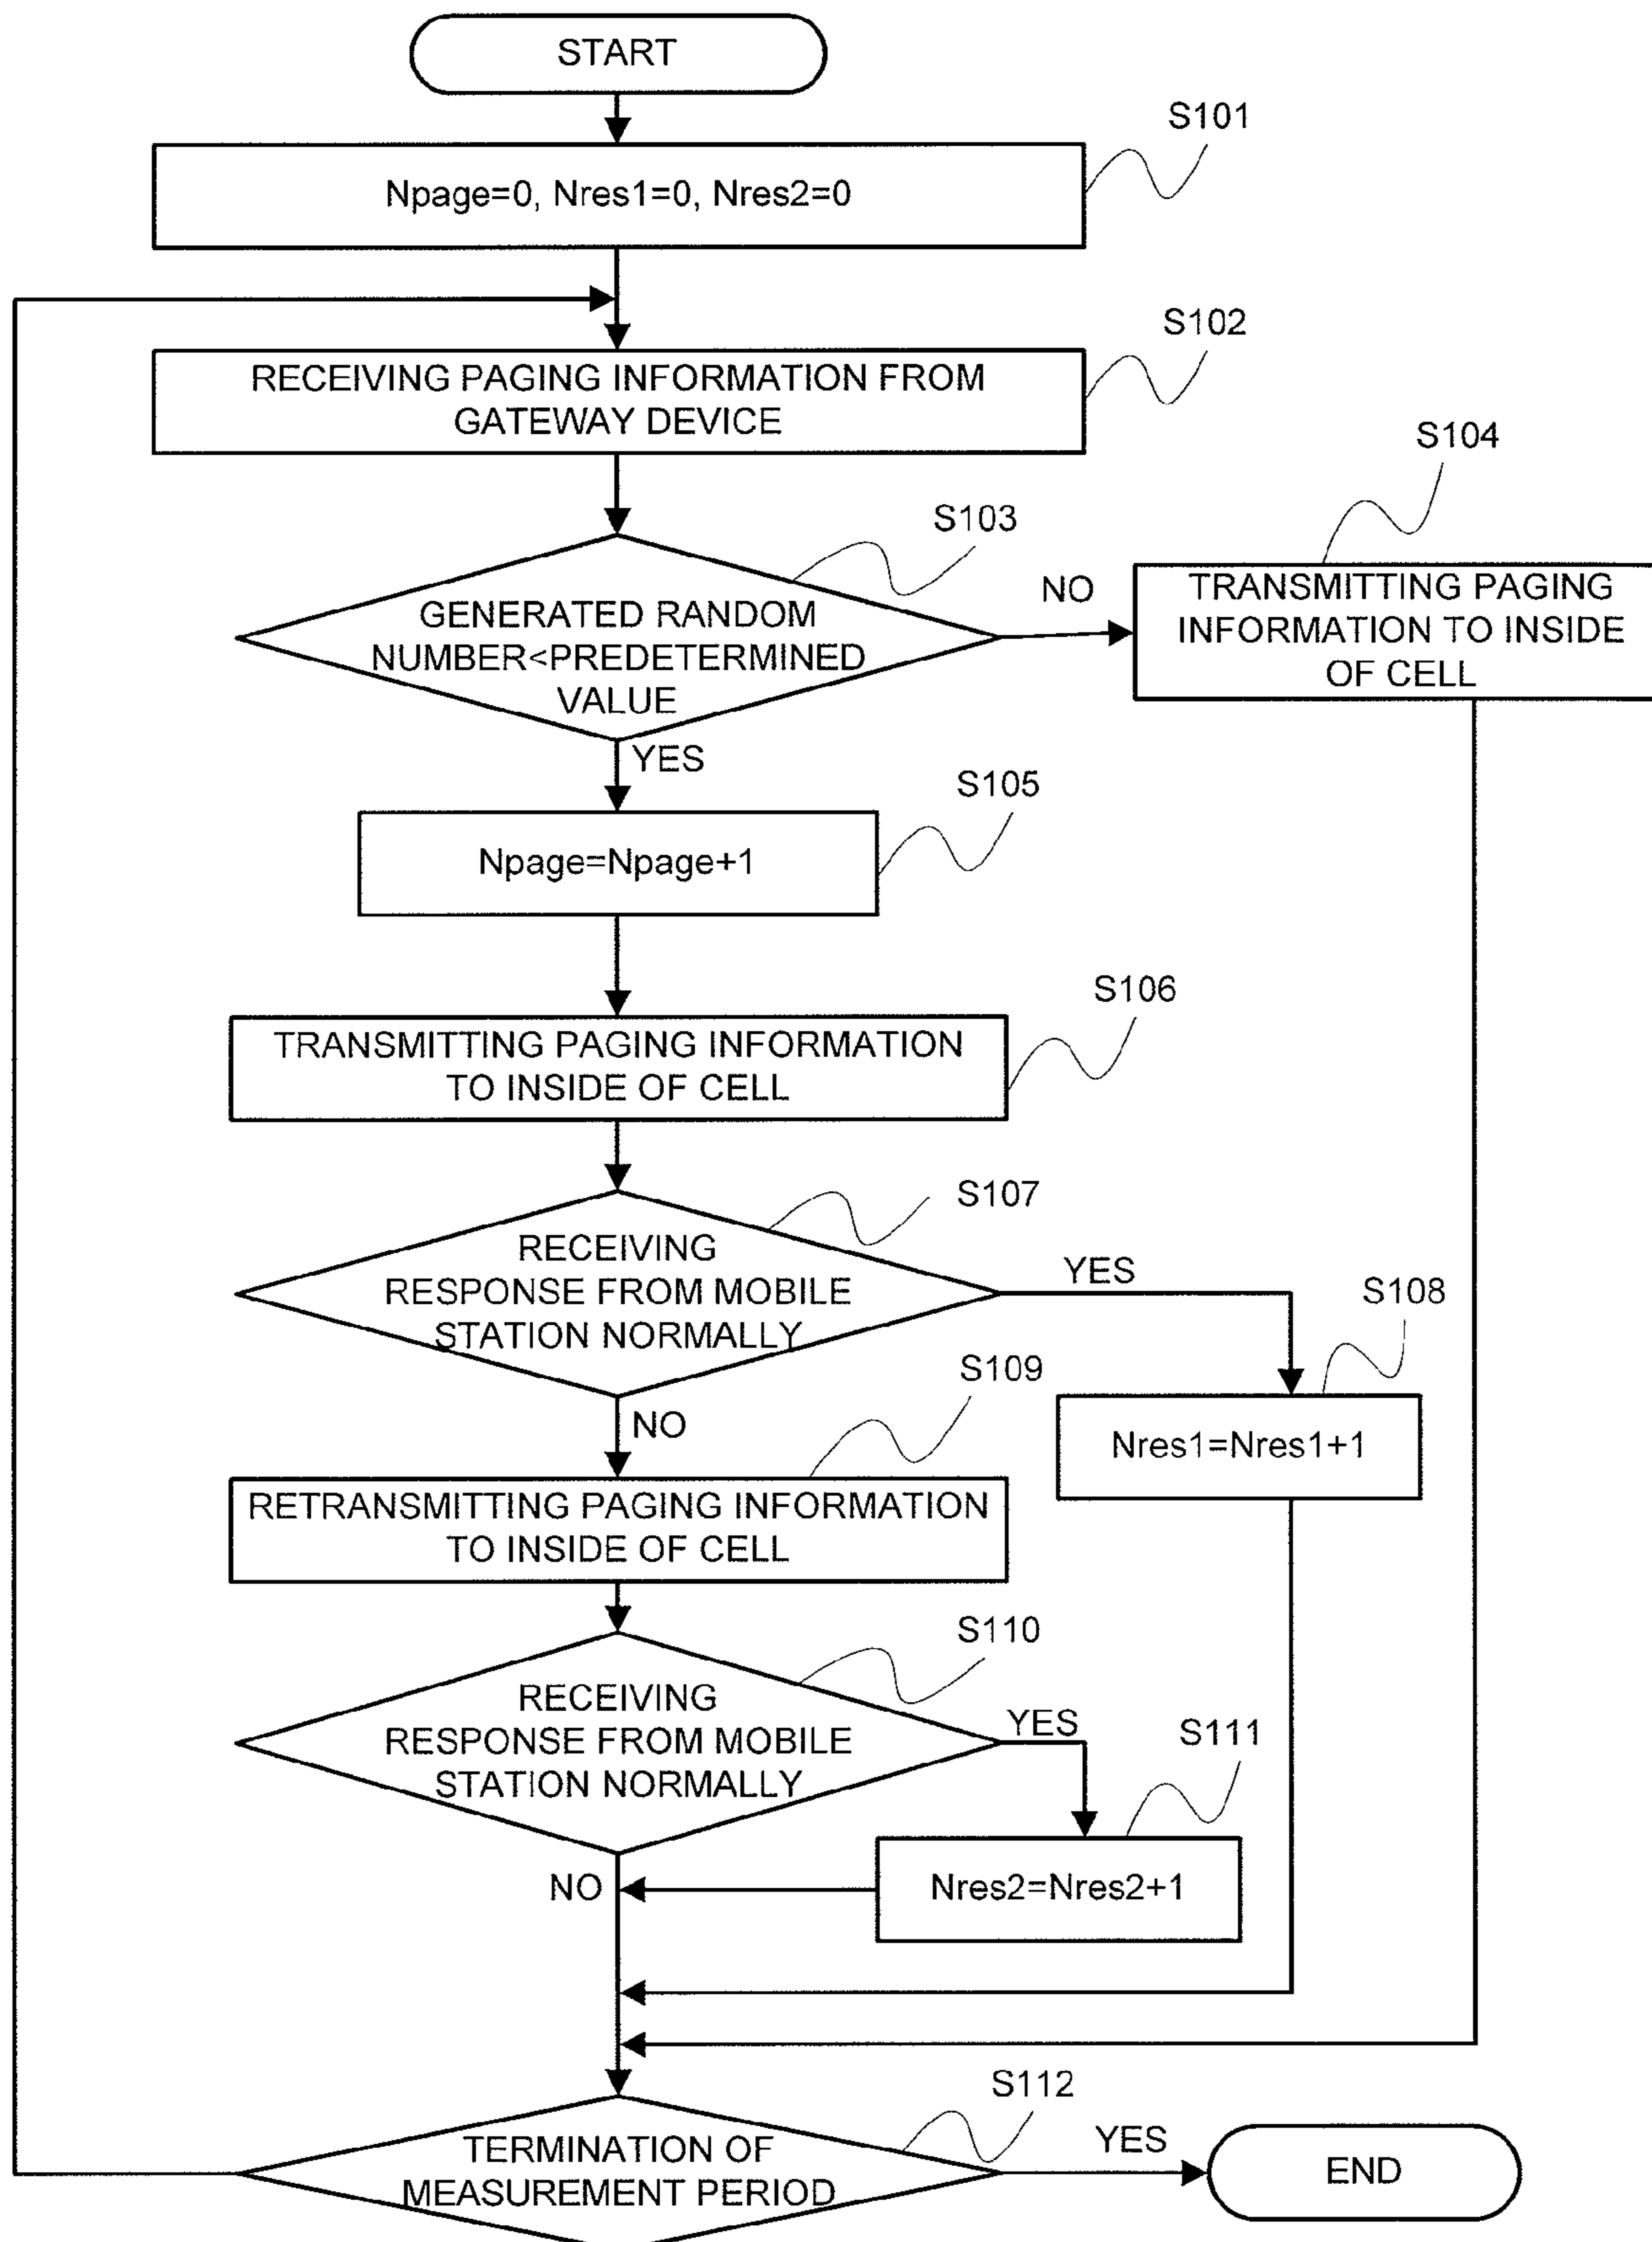 START
S101
Npage=0, Nres1=0, Nres2=0
S102
RECEIVING PAGING INFORMATION FROM
GATEWAY DEVICE
S103
GENERATED RANDOM
NUMBER<PREDETERMINED
VALUE
NO
S104
TRANSMITTING PAGING
INFORMATION TO INSIDE
OF CELL
YES
S105
Npage=Npage+1
S106
TRANSMITTING PAGING INFORMATION
TO INSIDE OF CELL
S107
RECEIVING
RESPONSE FROM MOBILE
STATION NORMALLY
YES
S108
Nres1=Nres1+1
NO
S109
RETRANSMITTING PAGING INFORMATION
TO INSIDE OF CELL
S110
RECEIVING
RESPONSE FROM MOBILE
STATION NORMALLY
YES
S111
Nres2=Nres2+1
NO
S112
TERMINATION OF
MEASUREMENT PERIOD
YES
END